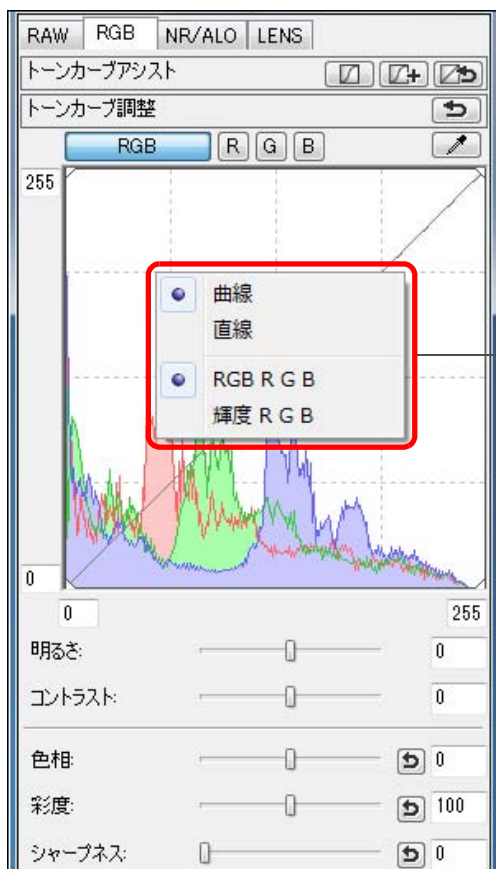 RAW RGB NR/ALO LENS
トーンカーブアシスト
トーンカーブ調整
RGB R G B
255
曲線
直線
RGB R G B
輝度 R G B
0
0 255
明るさ: 0
コントラスト: 0
色相: 0
彩度: 100
シャープネス: 0